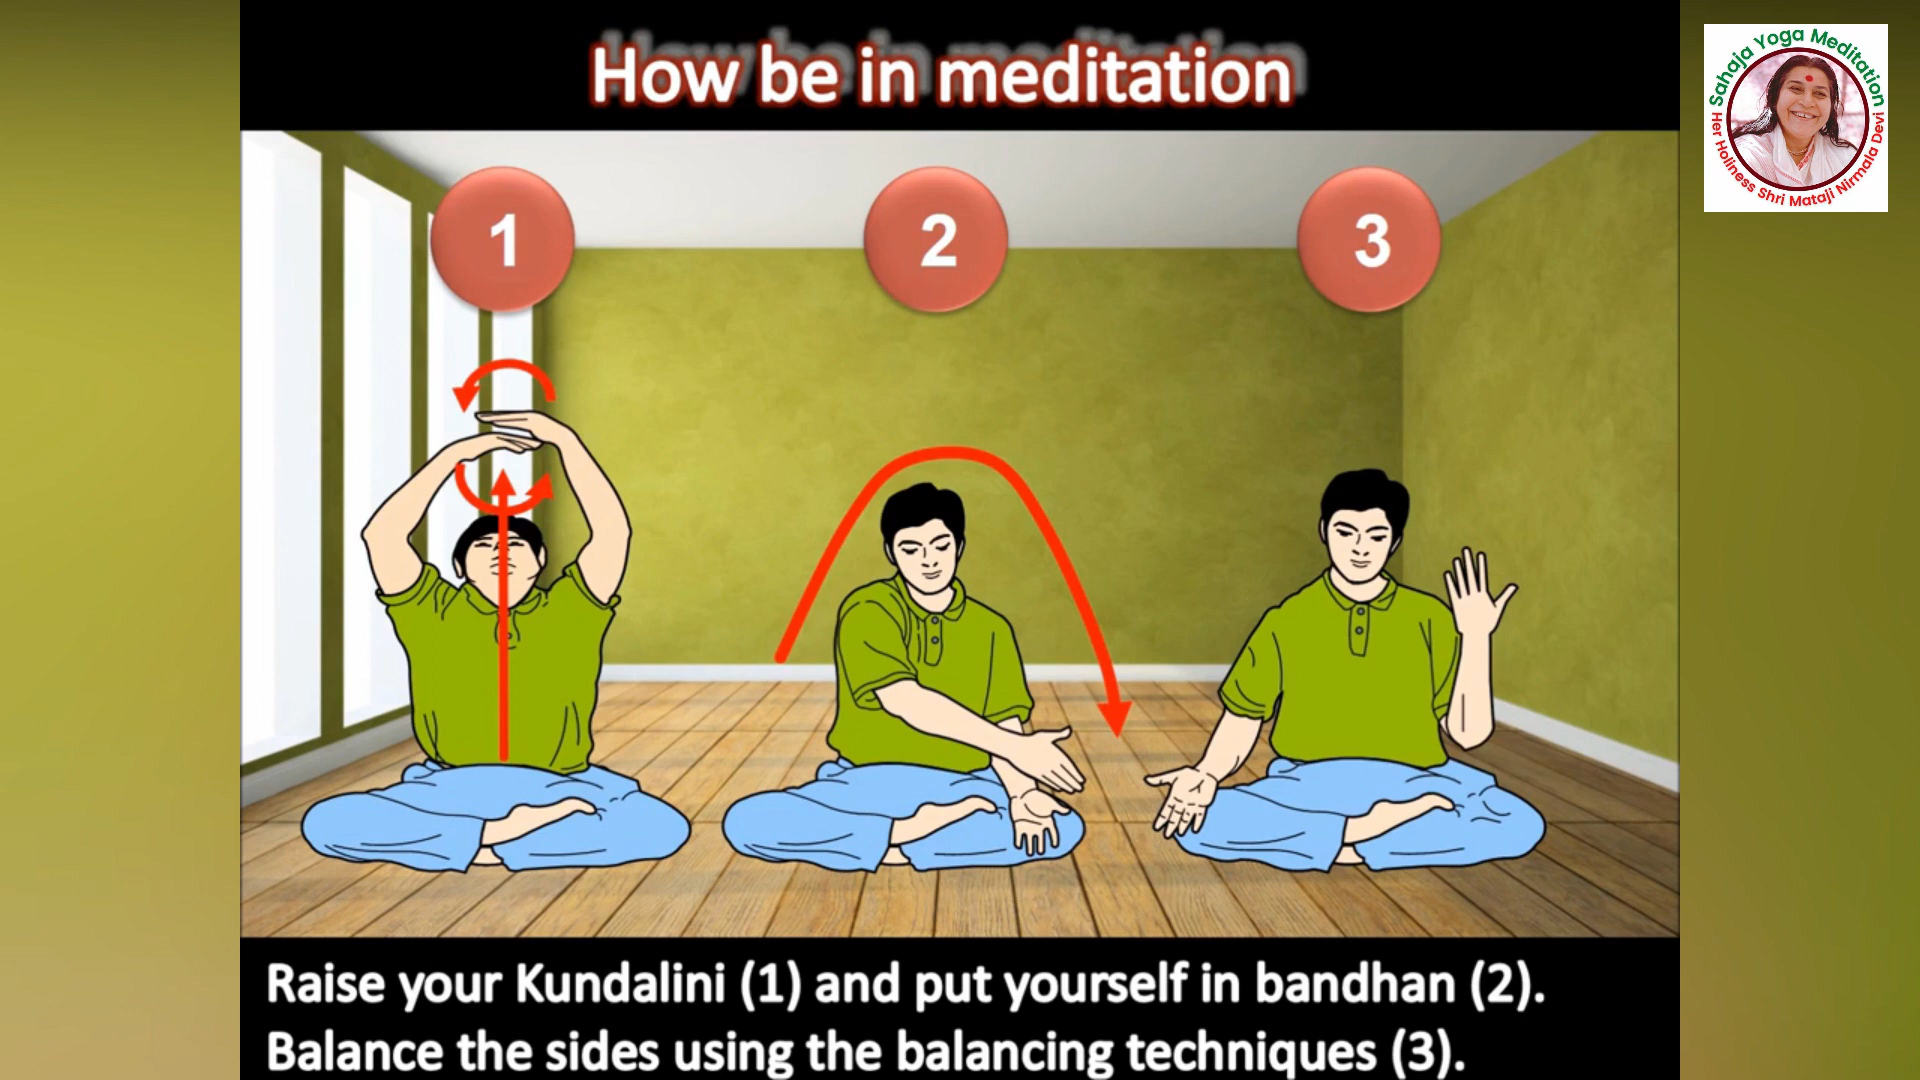 How be in meditation
Sahaja Yoga Meditation
Her Holiness Shri Mataji Nirmala Devi
1
2
3
Raise your Kundalini (1) and put yourself in bandhan (2).
Balance the sides using the balancing techniques (3).